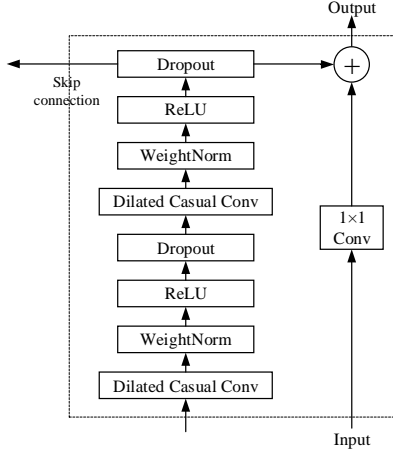 Output
Dropout
+
Skip
connection
ReLU
WeightNorm
Dilated Casual Conv
1×1
Conv
Dropout
ReLU
WeightNorm
Dilated Casual Conv
Input